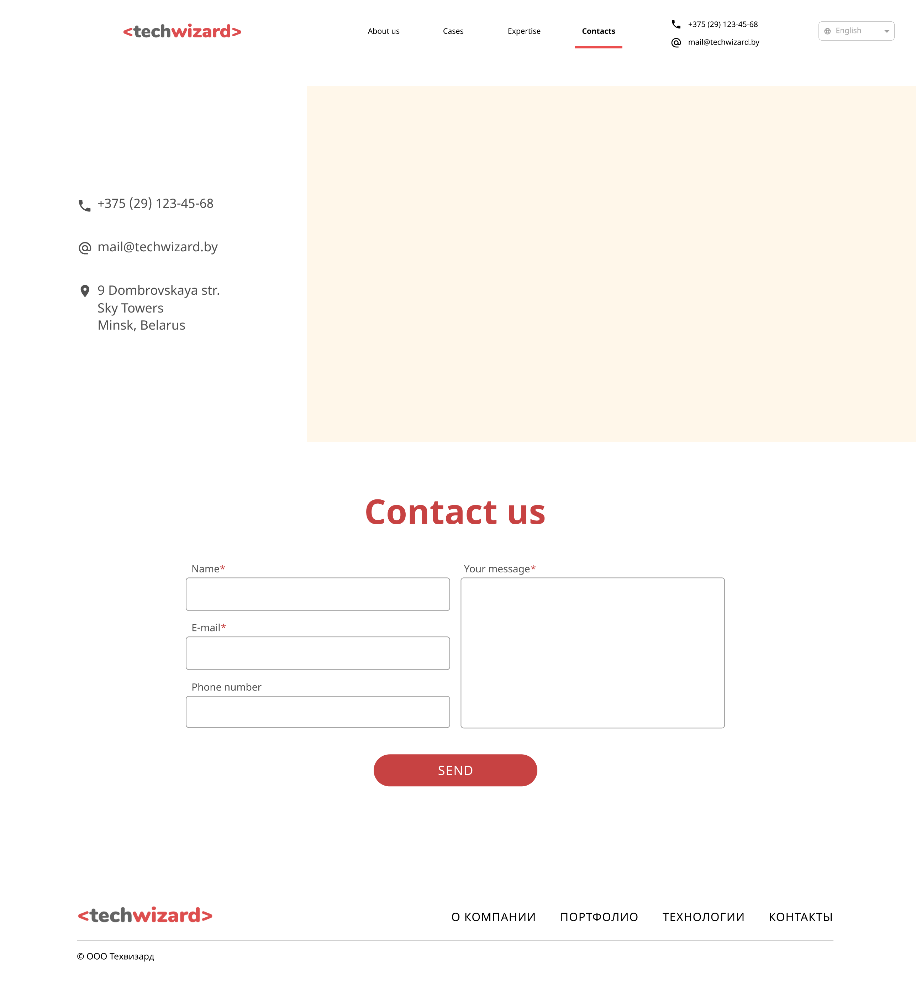 <techwizard>
About us
Cases
Expertise
Contacts
+375 (29) 123-45-68
mail@techwizard.by
English
+375 (29) 123-45-68
mail@techwizard.by
9 Dombrovskaya str.
Sky Towers
Minsk, Belarus
Contact us
Name*
Your message*
E-mail*
Phone number
SEND
<techwizard>
О КОМПАНИИ
ПОРТФОЛИО
ТЕХНОЛОГИИ
КОНТАКТЫ
© ООО Техвизард